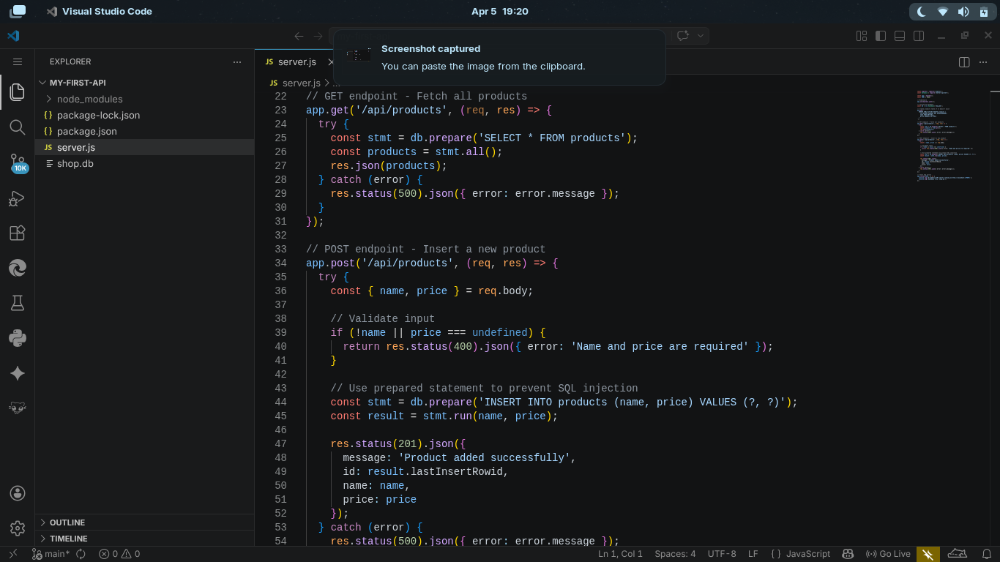 Visual Studio Code
Apr 5 19:20
Screenshot captured
You can paste the image from the clipboard.
EXPLORER
MY-FIRST-API
node_modules
{} package-lock.json
{} package.json
JS server.js
shop.db
10K
OUTLINE
TIMELINE
JS server.js
JS server.js > ...
22 // GET endpoint - Fetch all products
23 app.get('/api/products', (req, res) => {
24 try {
25 const stmt = db.prepare('SELECT * FROM products');
26 const products = stmt.all();
27 res.json(products);
28 } catch (error) {
29 res.status(500).json({ error: error.message });
30 }
31 });
32
33 // POST endpoint - Insert a new product
34 app.post('/api/products', (req, res) => {
35 try {
36 const { name, price } = req.body;
37
38 // Validate input
39 if (!name || price === undefined) {
40 return res.status(400).json({ error: 'Name and price are required' });
41 }
42
43 // Use prepared statement to prevent SQL injection
44 const stmt = db.prepare('INSERT INTO products (name, price) VALUES (?, ?)');
45 const result = stmt.run(name, price);
46
47 res.status(201).json({
48 message: 'Product added successfully',
49 id: result.lastInsertRowid,
50 name: name,
51 price: price
52 });
53 } catch (error) {
54 res.status(500).json({ error: error.message });
main* 0 0 Ln 1, Col 1 Spaces: 4 UTF-8 LF { } JavaScript Go Live